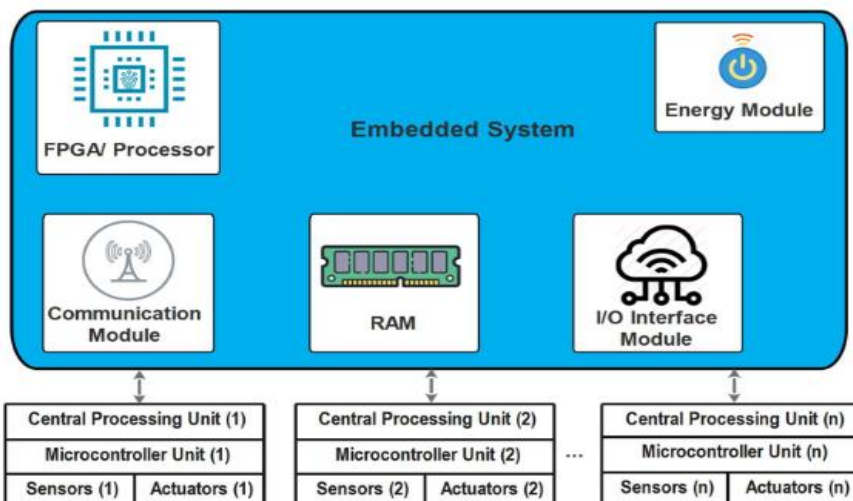 FPGA/ Processor
Embedded System
Energy Module
Communication
Module
RAM
I/O Interface
Module
Central Processing Unit (1)
Microcontroller Unit (1)
Sensors (1) Actuators (1)
Central Processing Unit (2)
Microcontroller Unit (2)
Sensors (2) Actuators (2)
...
Central Processing Unit (n)
Microcontroller Unit (n)
Sensors (n) Actuators (n)